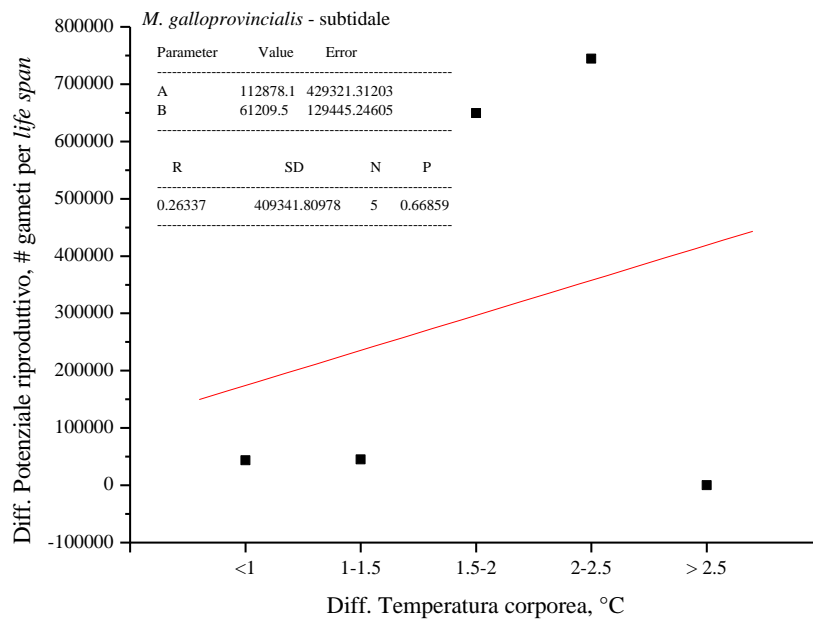 M. galloprovincialis - subtidale
Parameter Value Error
------------------------------------------------------------
A 112878.1 429321.31203
B 61209.5 129445.24605
------------------------------------------------------------
R SD N P
------------------------------------------------------------
0.26337 409341.80978 5 0.66859
------------------------------------------------------------
800000
700000
600000
500000
400000
300000
200000
100000
0
-100000
Diff. Potenziale riproduttivo, # gameti per life span
<1 1-1.5 1.5-2 2-2.5 > 2.5
Diff. Temperatura corporea, °C